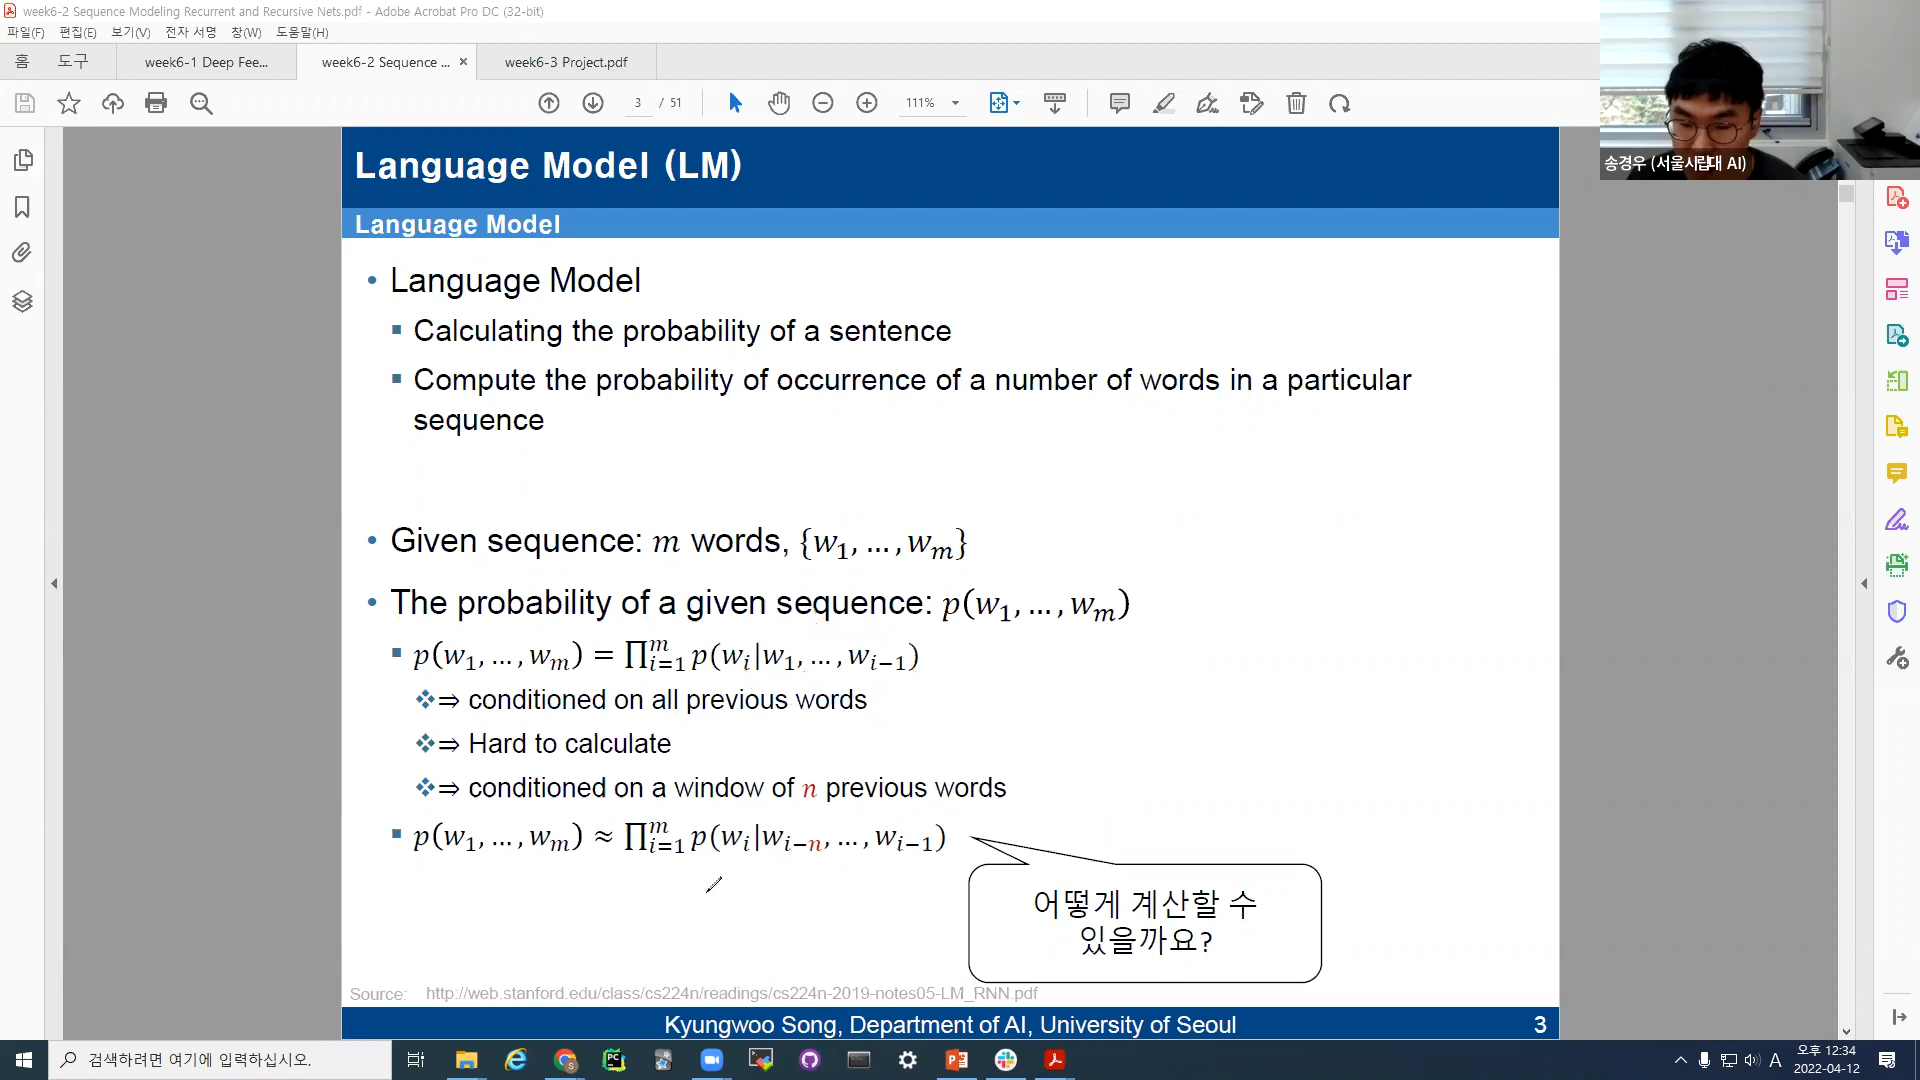 week6-2 Sequence Modeling Recurrent and Recursive Nets.pdf - Adobe Acrobat Pro DC (32-bit)
파일(F) 편집(E) 보기(V) 전자 서명 창(W) 도움말(H)
홈 도구 week6-1 Deep Fee... week6-2 Sequence ... × week6-3 Project.pdf
3 / 51 111%
송경우 (서울시립대 AI)
Language Model (LM)
Language Model
• Language Model
▪ Calculating the probability of a sentence
▪ Compute the probability of occurrence of a number of words in a particular
sequence
• Given sequence: m words, {w₁, … , wₘ}
• The probability of a given sequence: p(w₁, … , wₘ)
▪ p(w₁, … , wₘ) = ∏ᵢ₌₁ᵐ p(wᵢ|w₁, … , wᵢ₋₁)
❖⇒ conditioned on all previous words
❖⇒ Hard to calculate
❖⇒ conditioned on a window of n previous words
▪ p(w₁, … , wₘ) ≈ ∏ᵢ₌₁ᵐ p(wᵢ|wᵢ₋ₙ, … , wᵢ₋₁)
어떻게 계산할 수
있을까요?
Source: http://web.stanford.edu/class/cs224n/readings/cs224n-2019-notes05-LM_RNN.pdf
Kyungwoo Song, Department of AI, University of Seoul 3
검색하려면 여기에 입력하십시오.
A 오후 12:34
2022-04-12